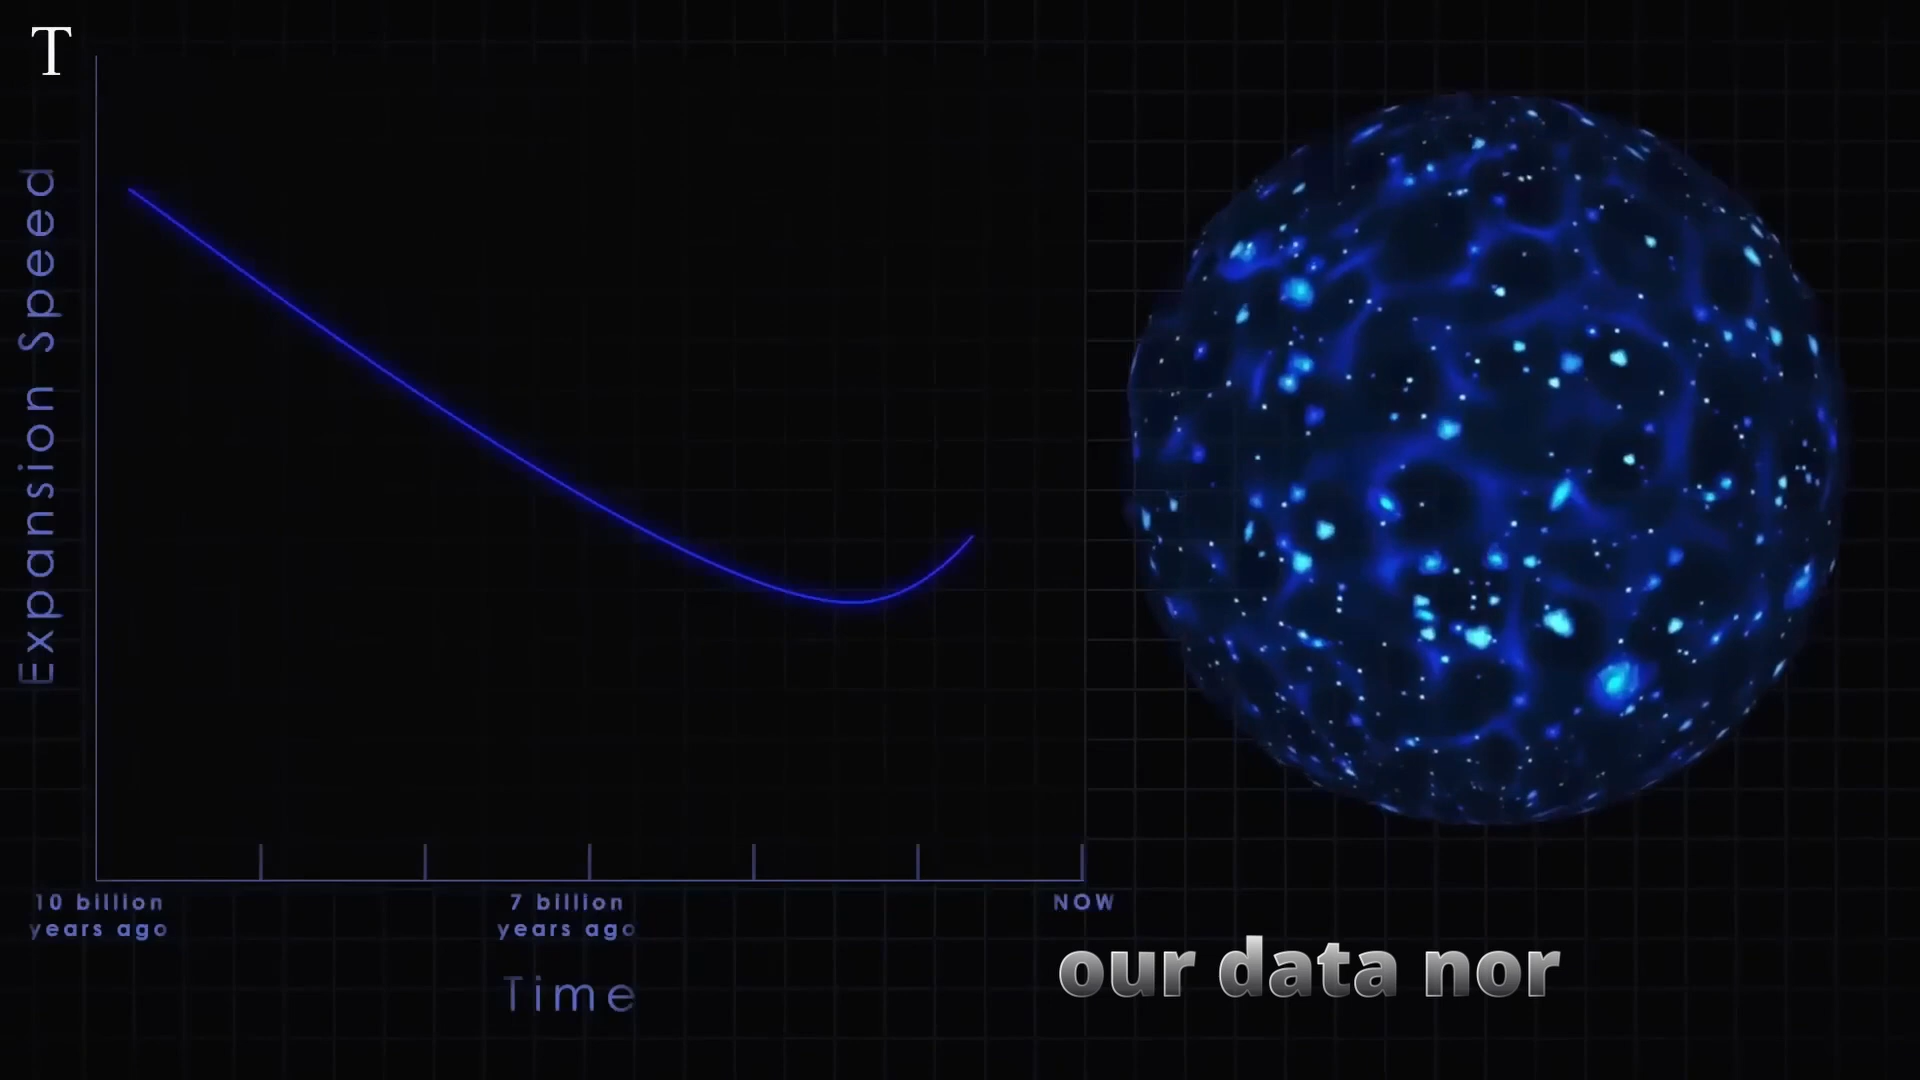 T
Expansion Speed
10 billion
years ago
7 billion
years ago
NOW
Time
our data nor